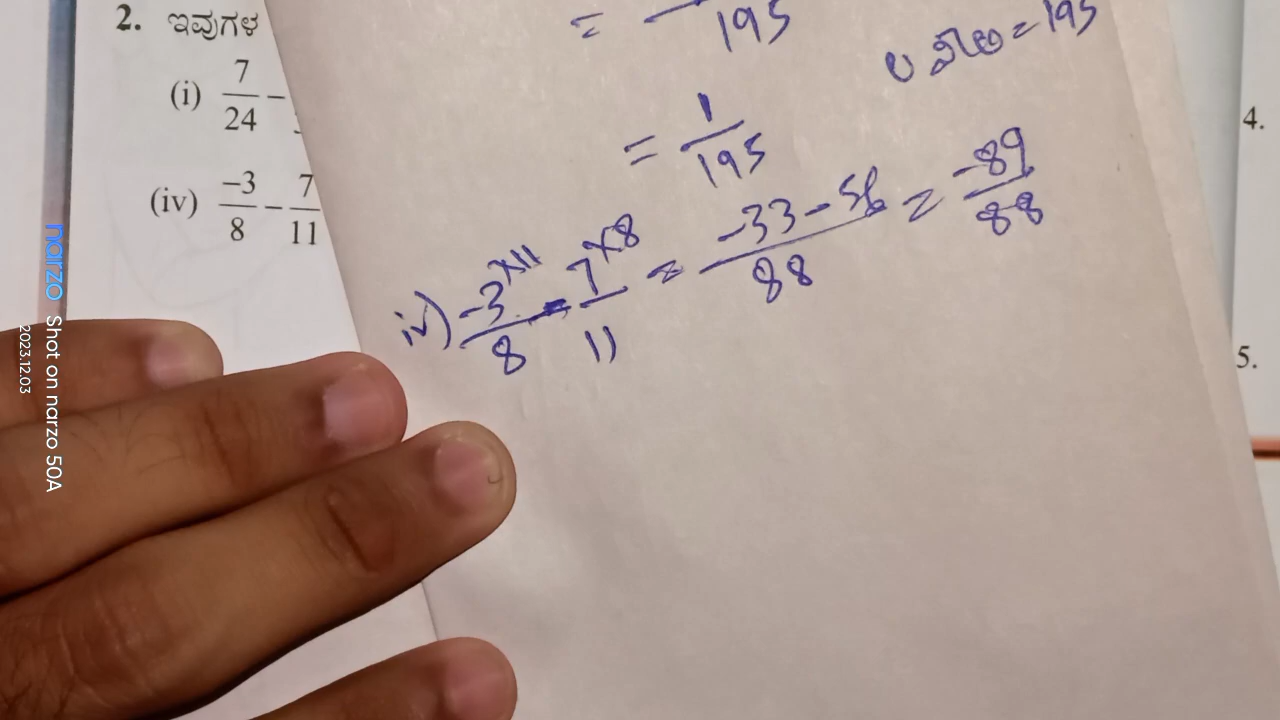 2. ಇವುಗಳ
(i) 7/24 −
(iv) −3/8 − 7/11
= 195
ಲ ಸಾ ಅ = 195
= 1/195
iv) -3×11/8 - 7×8/11 = -33-56/88 = -89/88
4.
5.
narzo Shot on narzo 50A
2023.12.03